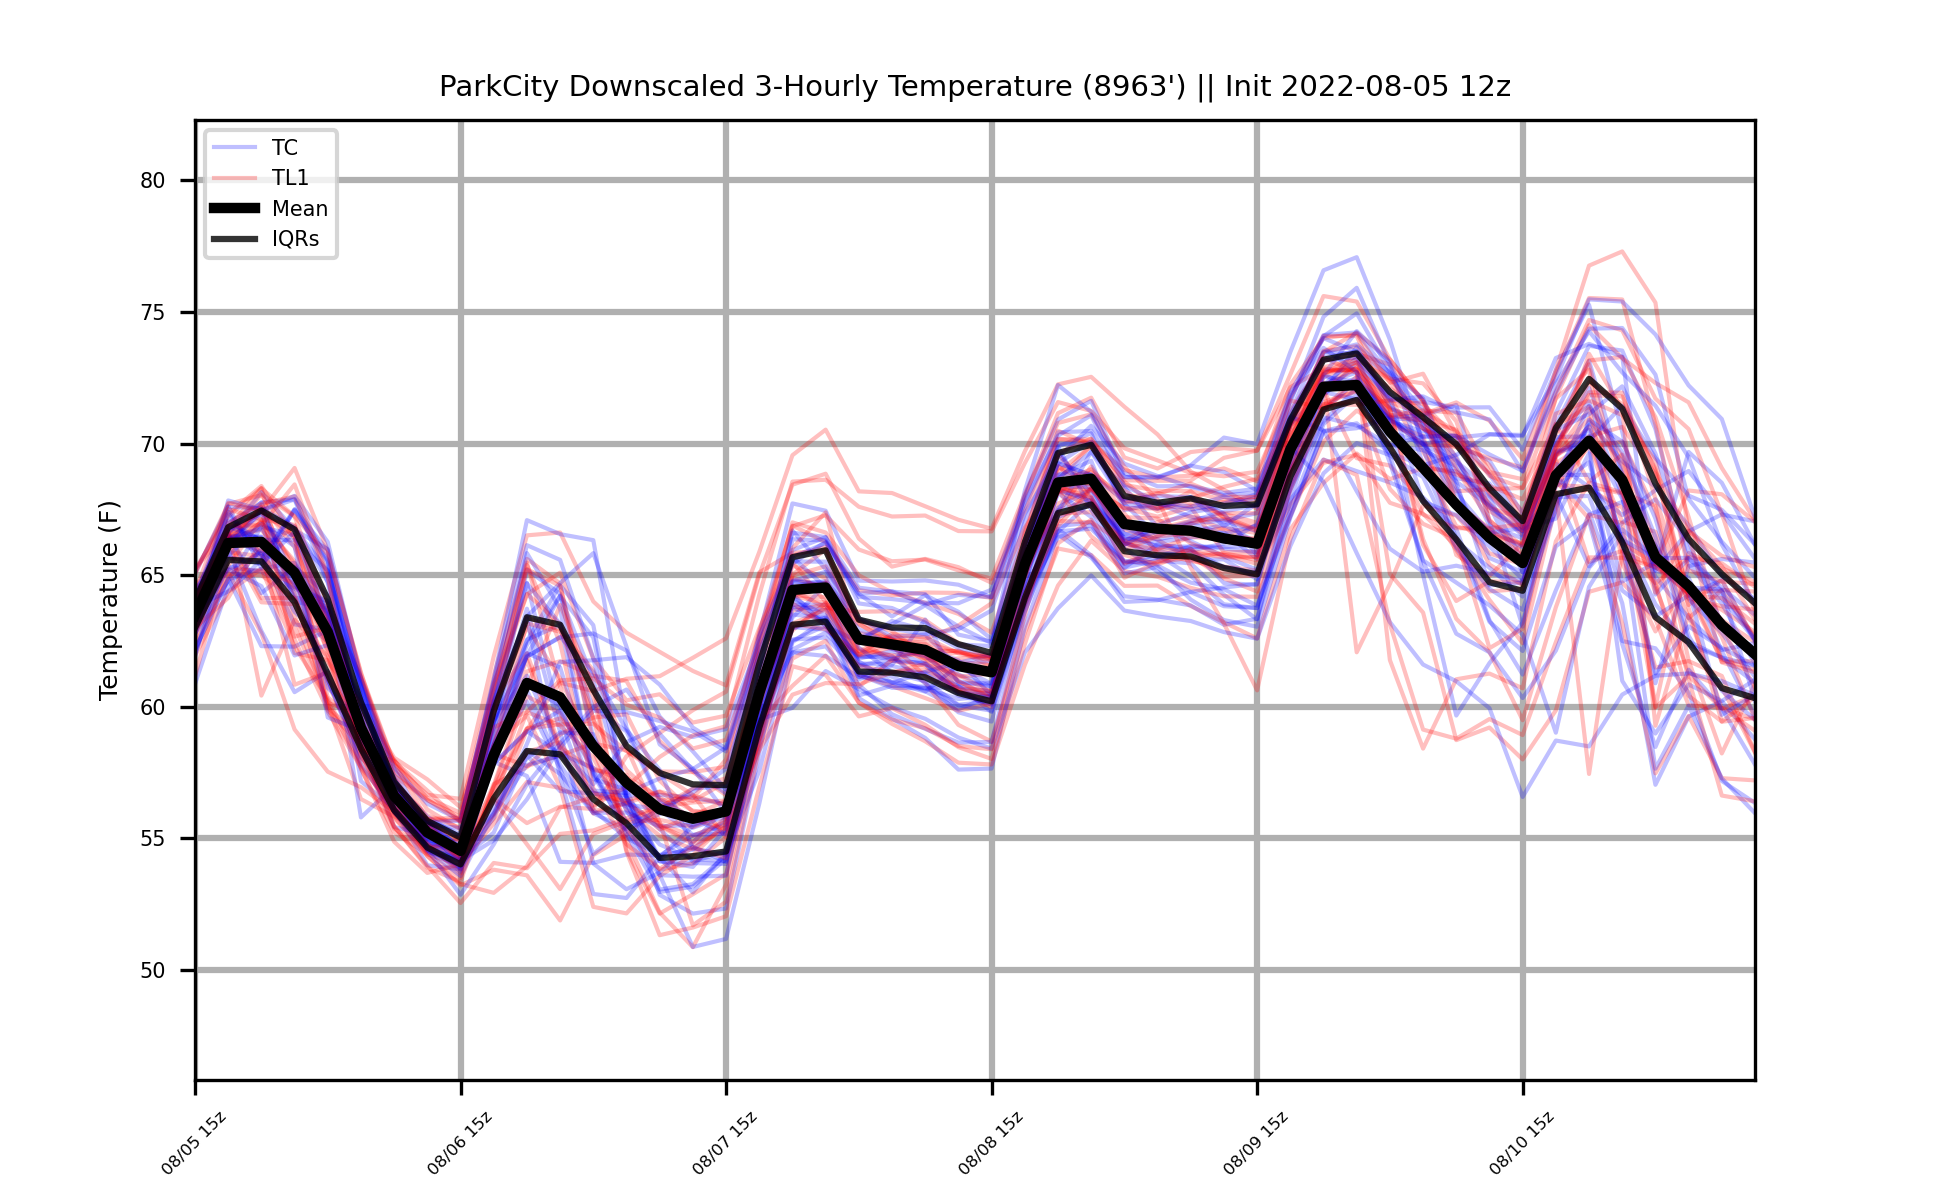 ParkCity Downscaled 3-Hourly Temperature (8963') || Init 2022-08-05 12z
TC
TL1
Mean
IQRs
Temperature (F)
80
75
70
65
60
55
50
08/05 15z
08/06 15z
08/07 15z
08/08 15z
08/09 15z
08/10 15z